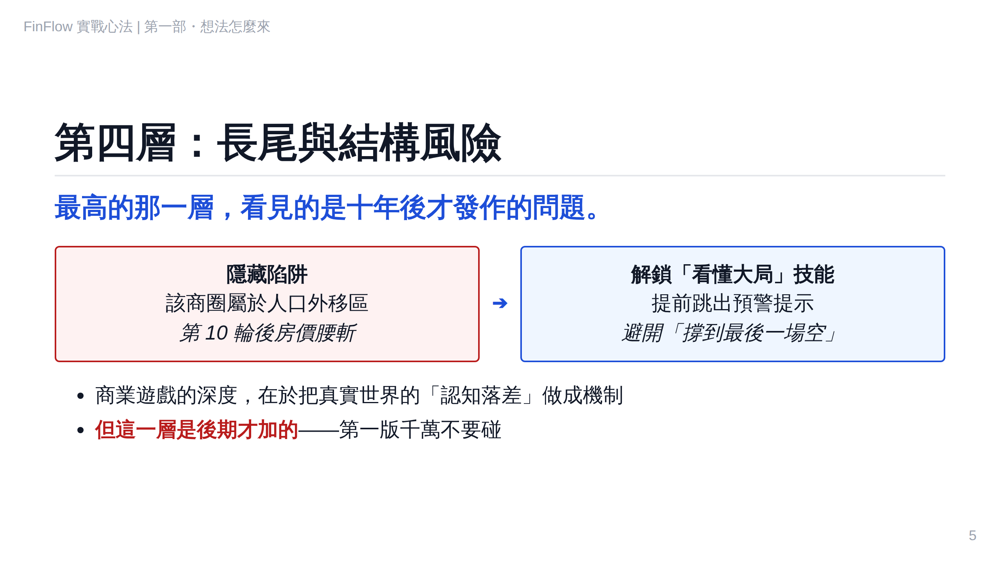 FinFlow 實戰心法 | 第一部・想法怎麼來
第四層：長尾與結構風險
最高的那一層，看見的是十年後才發作的問題。
隱藏陷阱
該商圈屬於人口外移區
第 10 輪後房價腰斬
➔
解鎖「看懂大局」技能
提前跳出預警提示
避開「撐到最後一場空」
• 商業遊戲的深度，在於把真實世界的「認知落差」做成機制
• 但這一層是後期才加的——第一版千萬不要碰
5